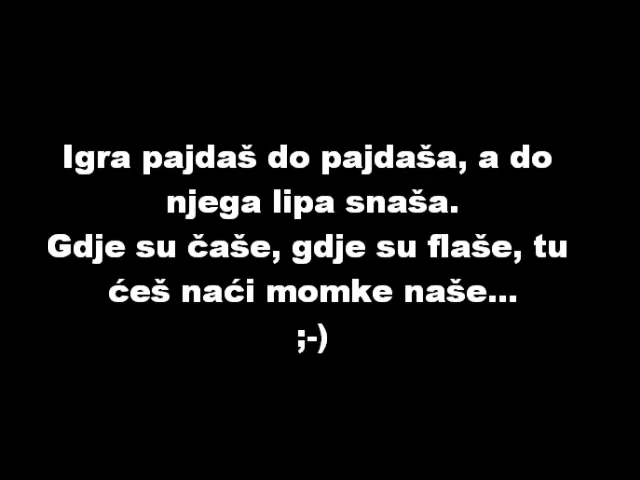 Igra pajdaš do pajdaša, a do
njega lipa snaša.
Gdje su čaše, gdje su flaše, tu
ćeš naći momke naše...
;-)